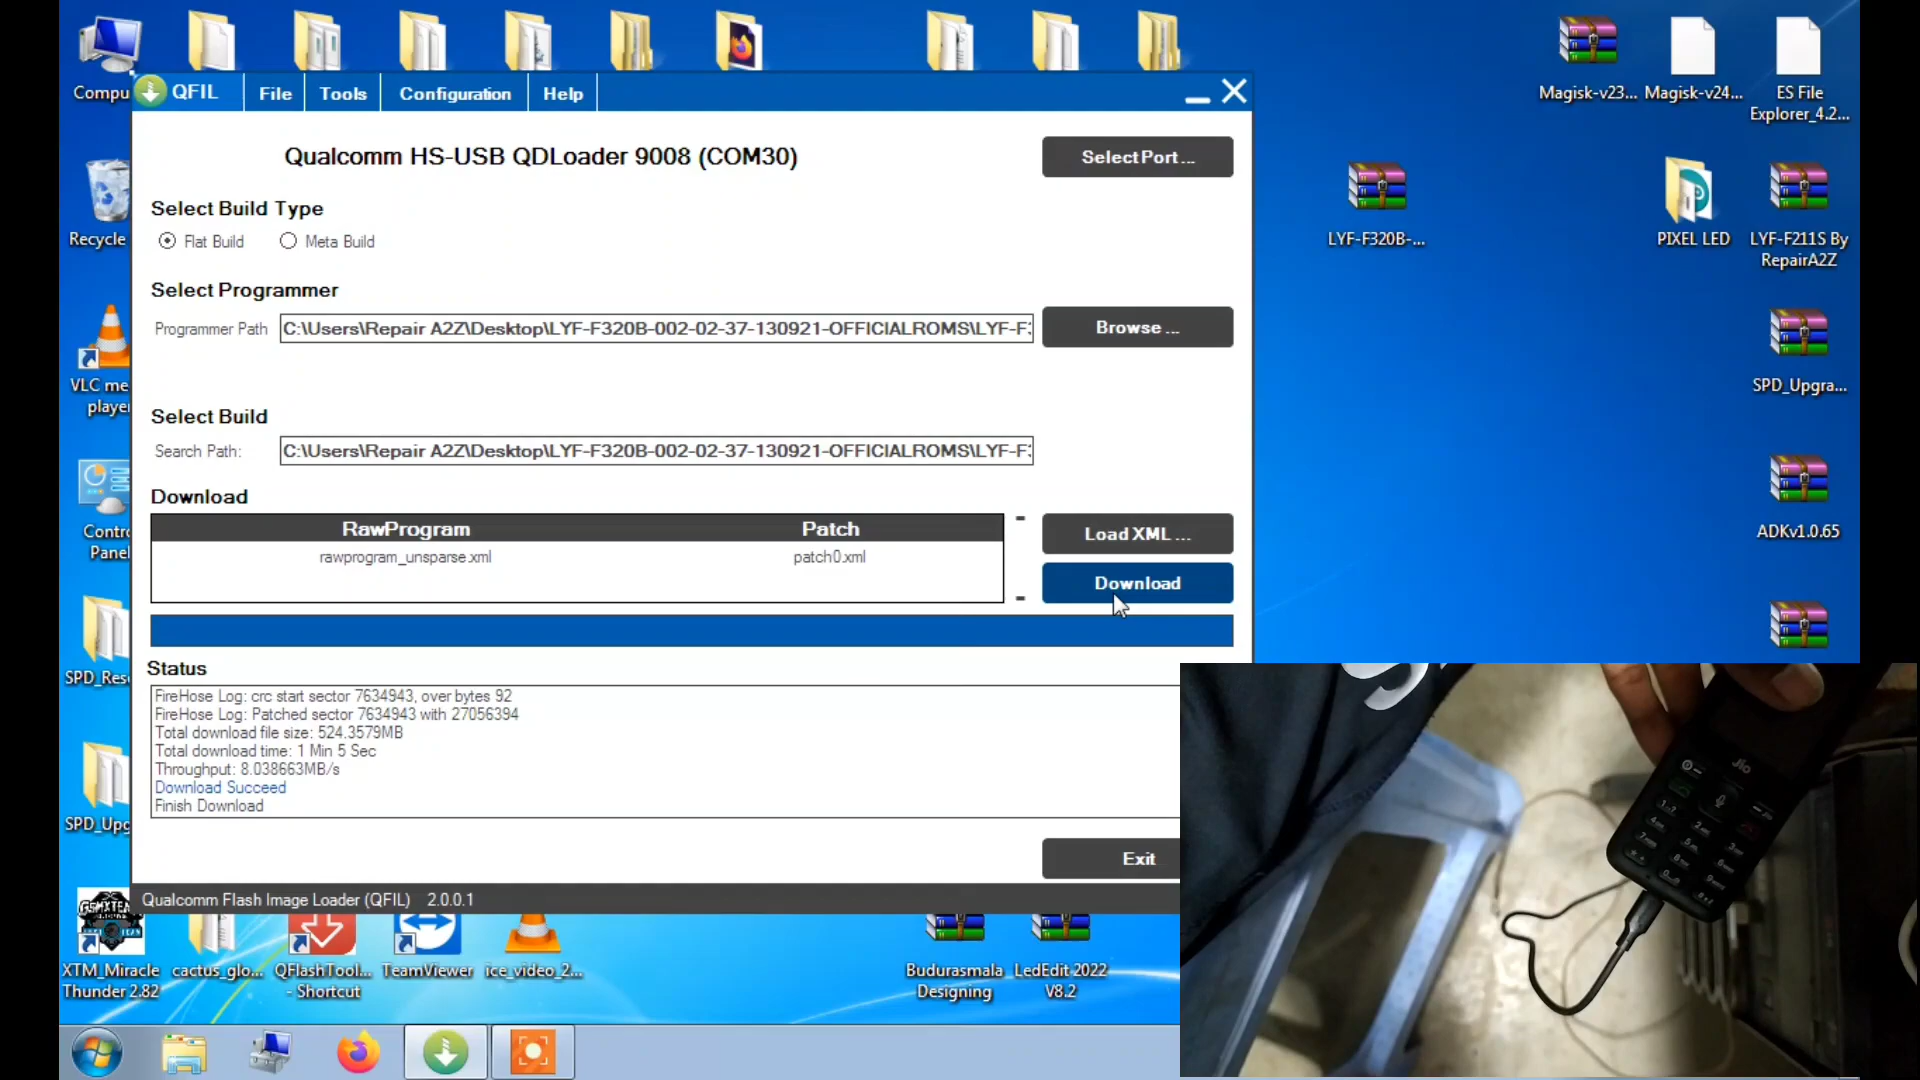 Compu
QFIL
File
Tools
Configuration
Help
Magisk-v23...
Magisk-v24...
ES File
Explorer_4.2...
Qualcomm HS-USB QDLoader 9008 (COM30)
Select Port ...
Select Build Type
Flat Build
Meta Build
Recycle
LYF-F320B-...
PIXEL LED
LYF-F211S By
RepairA2Z
Select Programmer
Programmer Path
C:\Users\Repair A2Z\Desktop\LYF-F320B-002-02-37-130921-OFFICIALROMS\LYF-F
Browse ...
VLC me
player
SPD_Upgra...
Select Build
Search Path:
C:\Users\Repair A2Z\Desktop\LYF-F320B-002-02-37-130921-OFFICIALROMS\LYF-F
Download
RawProgram
Patch
rawprogram_unsparse.xml
patch0.xml
Load XML ...
Download
Contro
Panel
ADKv1.0.65
Status
FireHose Log: crc start sector 7634943, over bytes 92
FireHose Log: Patched sector 7634943 with 27056394
Total download file size: 524.3579MB
Total download time: 1 Min 5 Sec
Throughput: 8.038663MB/s
Download Succeed
Finish Download
SPD_Rese
SPD_Upg
Exit
Qualcomm Flash Image Loader (QFIL)
2.0.0.1
Jio
XTM_Miracle
Thunder 2.82
cactus_glo...
QFlashTool...
- Shortcut
TeamViewer
ice_video_2...
Budurasmala
Designing
LedEdit 2022
V8.2